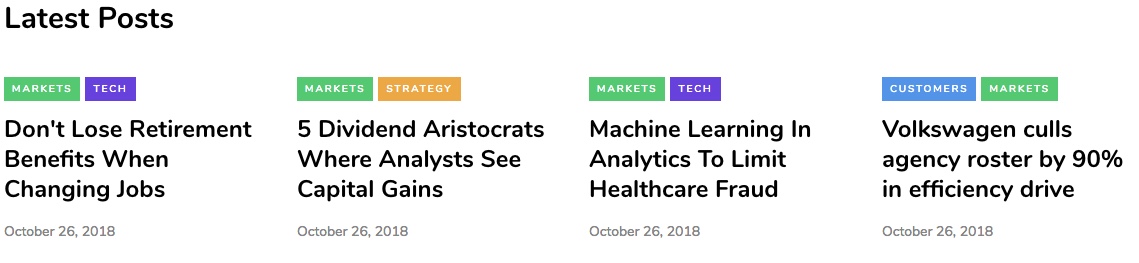 Latest Posts
MARKETS TECH
Don't Lose Retirement
Benefits When
Changing Jobs
October 26, 2018
MARKETS STRATEGY
5 Dividend Aristocrats
Where Analysts See
Capital Gains
October 26, 2018
MARKETS TECH
Machine Learning In
Analytics To Limit
Healthcare Fraud
October 26, 2018
CUSTOMERS MARKETS
Volkswagen culls
agency roster by 90%
in efficiency drive
October 26, 2018